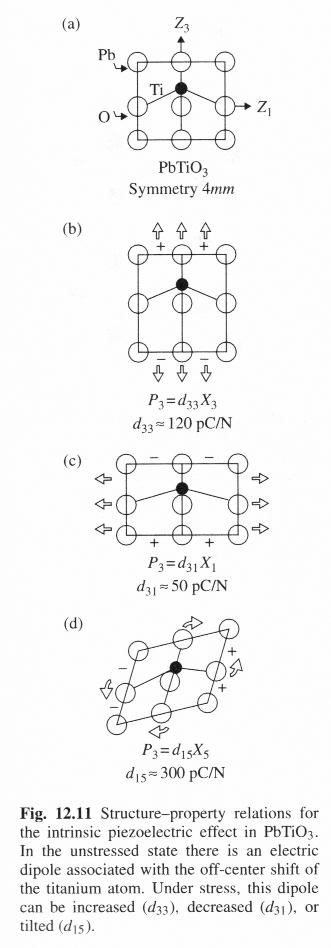 (a)
Z3
Pb
Ti
Z1
O
PbTiO3
Symmetry 4mm
(b)
+ +
– –
P3=d33X3
d33≈120 pC/N
(c)
– –
+ +
P3=d31X1
d31≈50 pC/N
(d)
–
+
–
+
P3=d15X5
d15≈300 pC/N
Fig. 12.11 Structure–property relations for
the intrinsic piezoelectric effect in PbTiO3.
In the unstressed state there is an electric
dipole associated with the off-center shift of
the titanium atom. Under stress, this dipole
can be increased (d33), decreased (d31), or
tilted (d15).